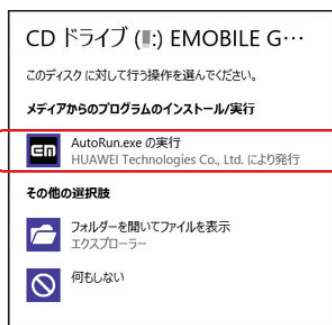 CD ドライブ (:) EMOBILE G…
このディスク に対して行う操作を選んでください。
メディアからのプログラムのインストール/実行
AutoRun.exe の実行
HUAWEI Technologies Co., Ltd. により発行
その他の選択肢
フォルダーを開いてファイルを表示
エクスプローラー
何もしない